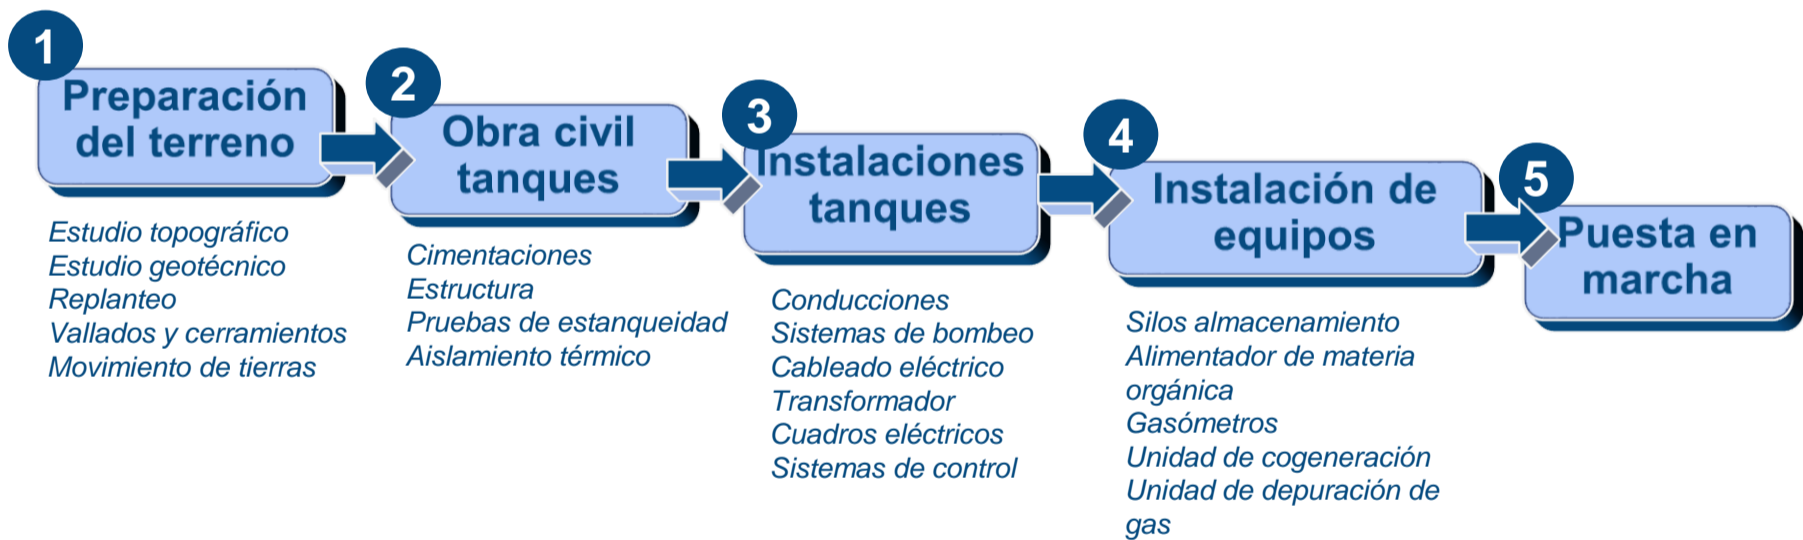 1
Preparación
del terreno
Estudio topográfico
Estudio geotécnico
Replanteo
Vallados y cerramientos
Movimiento de tierras
2
Obra civil
tanques
Cimentaciones
Estructura
Pruebas de estanqueidad
Aislamiento térmico
3
Instalaciones
tanques
Conducciones
Sistemas de bombeo
Cableado eléctrico
Transformador
Cuadros eléctricos
Sistemas de control
4
Instalación de
equipos
Silos almacenamiento
Alimentador de materia
orgánica
Gasómetros
Unidad de cogeneración
Unidad de depuración de
gas
5
Puesta en
marcha